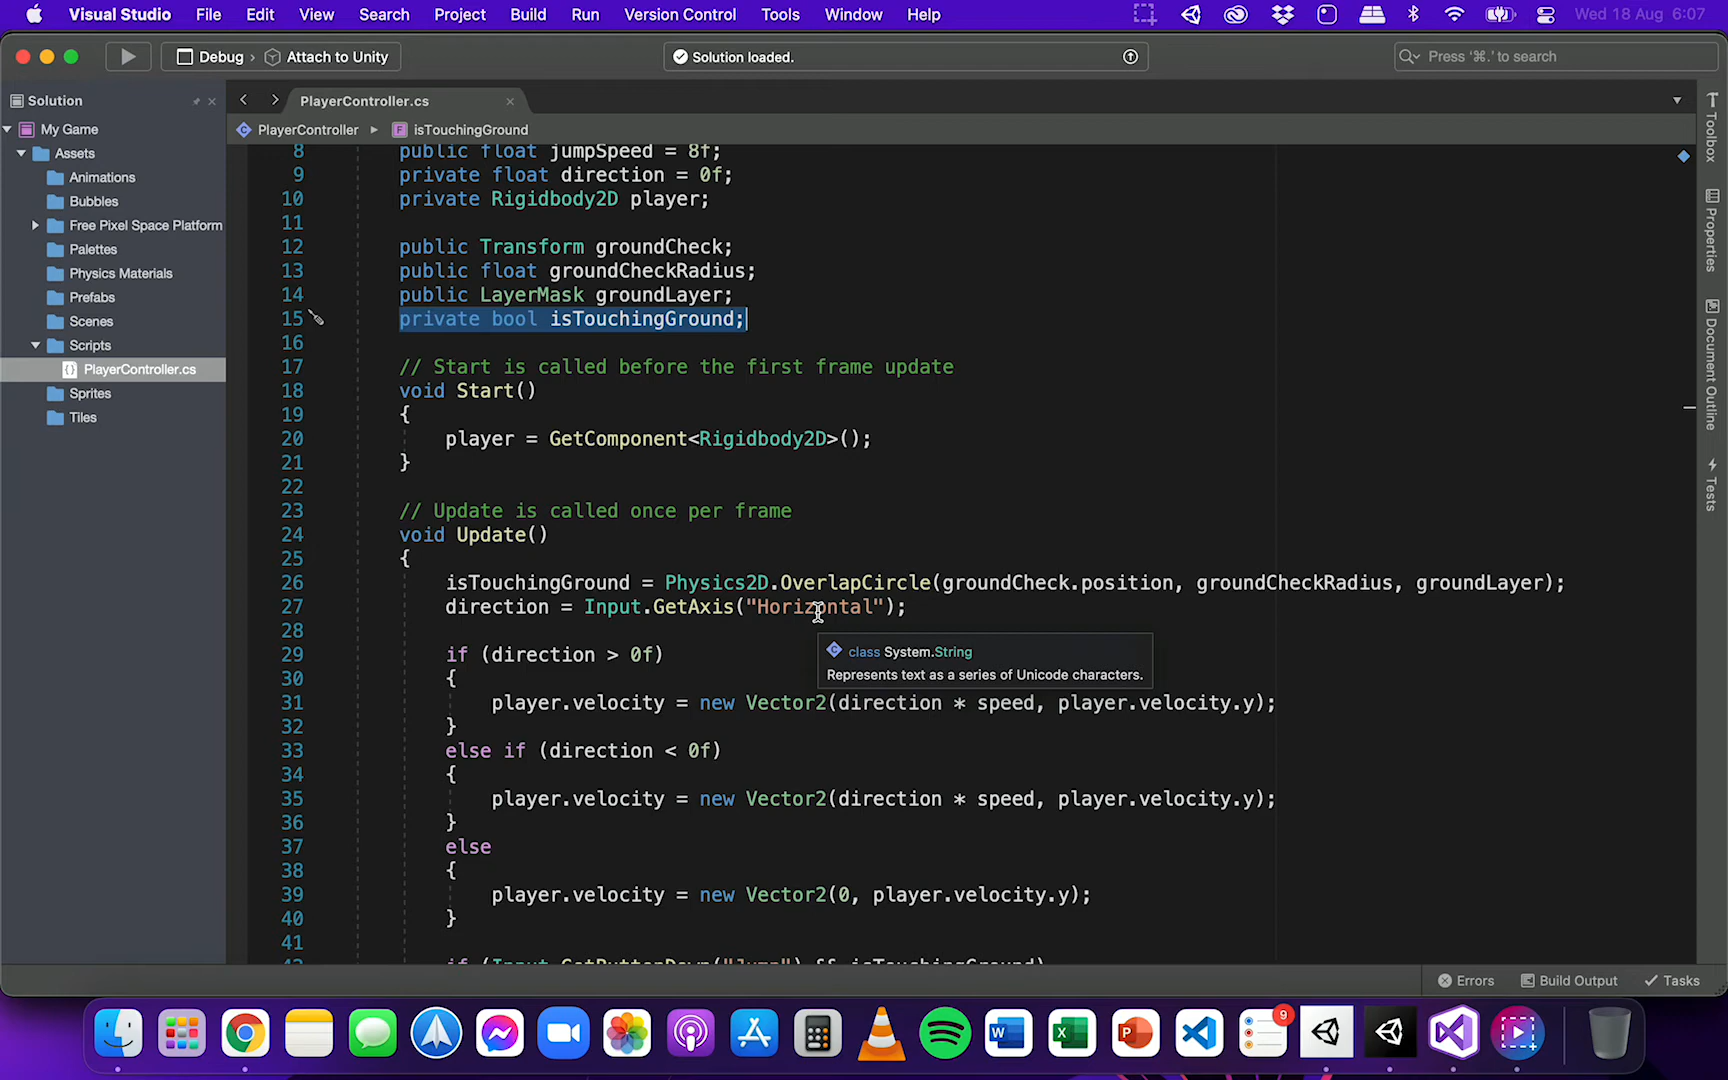 Visual Studio File Edit View Search Project Build Run Version Control Tools Window Help Wed 18 Aug 6:07
Debug › Attach to Unity
Solution loaded.
Press '⌘.' to search
Solution
My Game
Assets
Animations
Bubbles
Free Pixel Space Platform
Palettes
Physics Materials
Prefabs
Scenes
Scripts
PlayerController.cs
Sprites
Tiles
PlayerController.cs
PlayerController isTouchingGround
8 public float jumpSpeed = 8f;
9 private float direction = 0f;
10 private Rigidbody2D player;
11
12 public Transform groundCheck;
13 public float groundCheckRadius;
14 public LayerMask groundLayer;
15 private bool isTouchingGround;
16
17 // Start is called before the first frame update
18 void Start()
19 {
20 player = GetComponent<Rigidbody2D>();
21 }
22
23 // Update is called once per frame
24 void Update()
25 {
26 isTouchingGround = Physics2D.OverlapCircle(groundCheck.position, groundCheckRadius, groundLayer);
27 direction = Input.GetAxis("Horizontal");
28
29 if (direction > 0f)
30 {
31 player.velocity = new Vector2(direction * speed, player.velocity.y);
32 }
33 else if (direction < 0f)
34 {
35 player.velocity = new Vector2(direction * speed, player.velocity.y);
36 }
37 else
38 {
39 player.velocity = new Vector2(0, player.velocity.y);
40 }
41
42 if (Input.GetButtonDown("Jump") && isTouchingGround)
class System.String
Represents text as a series of Unicode characters.
Toolbox
Properties
Document Outline
Tests
Errors Build Output Tasks
9